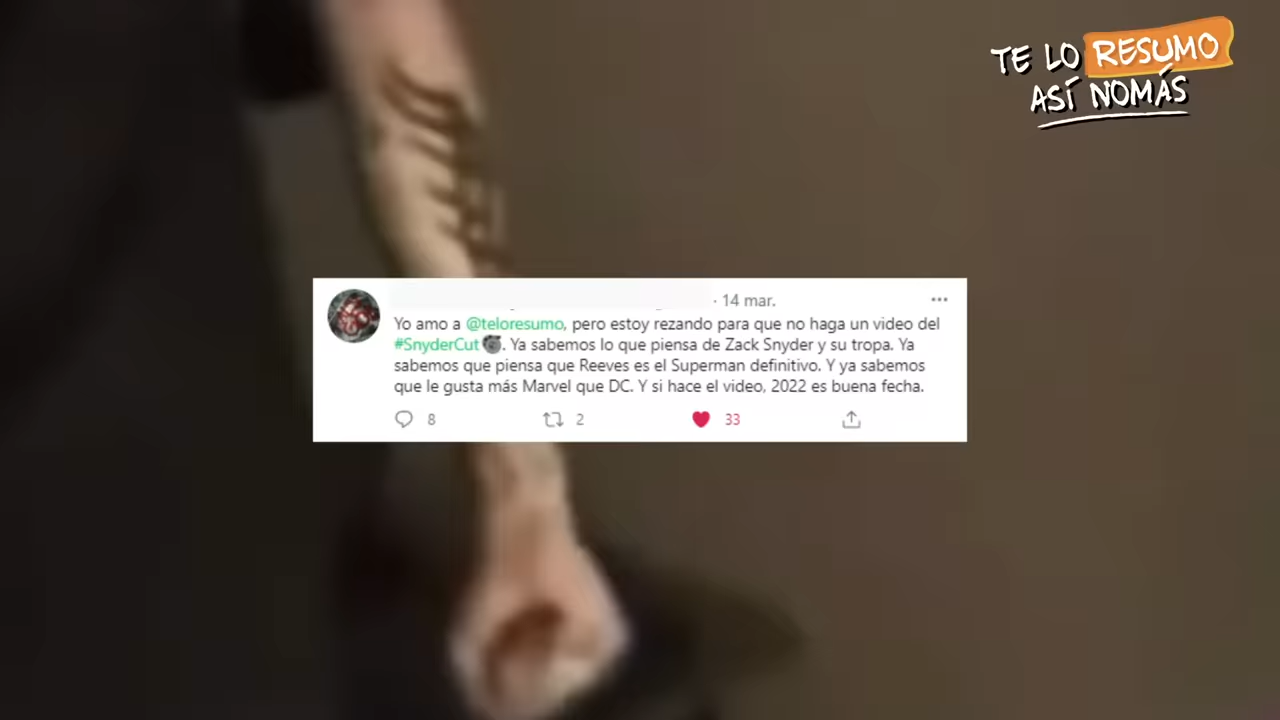 TE LO RESUMO
ASÍ NOMÁS
· 14 mar.
Yo amo a @teloresumo, pero estoy rezando para que no haga un video del
#SnyderCut. Ya sabemos lo que piensa de Zack Snyder y su tropa. Ya
sabemos que piensa que Reeves es el Superman definitivo. Y ya sabemos
que le gusta más Marvel que DC. Y si hace el video, 2022 es buena fecha.
8 2 33